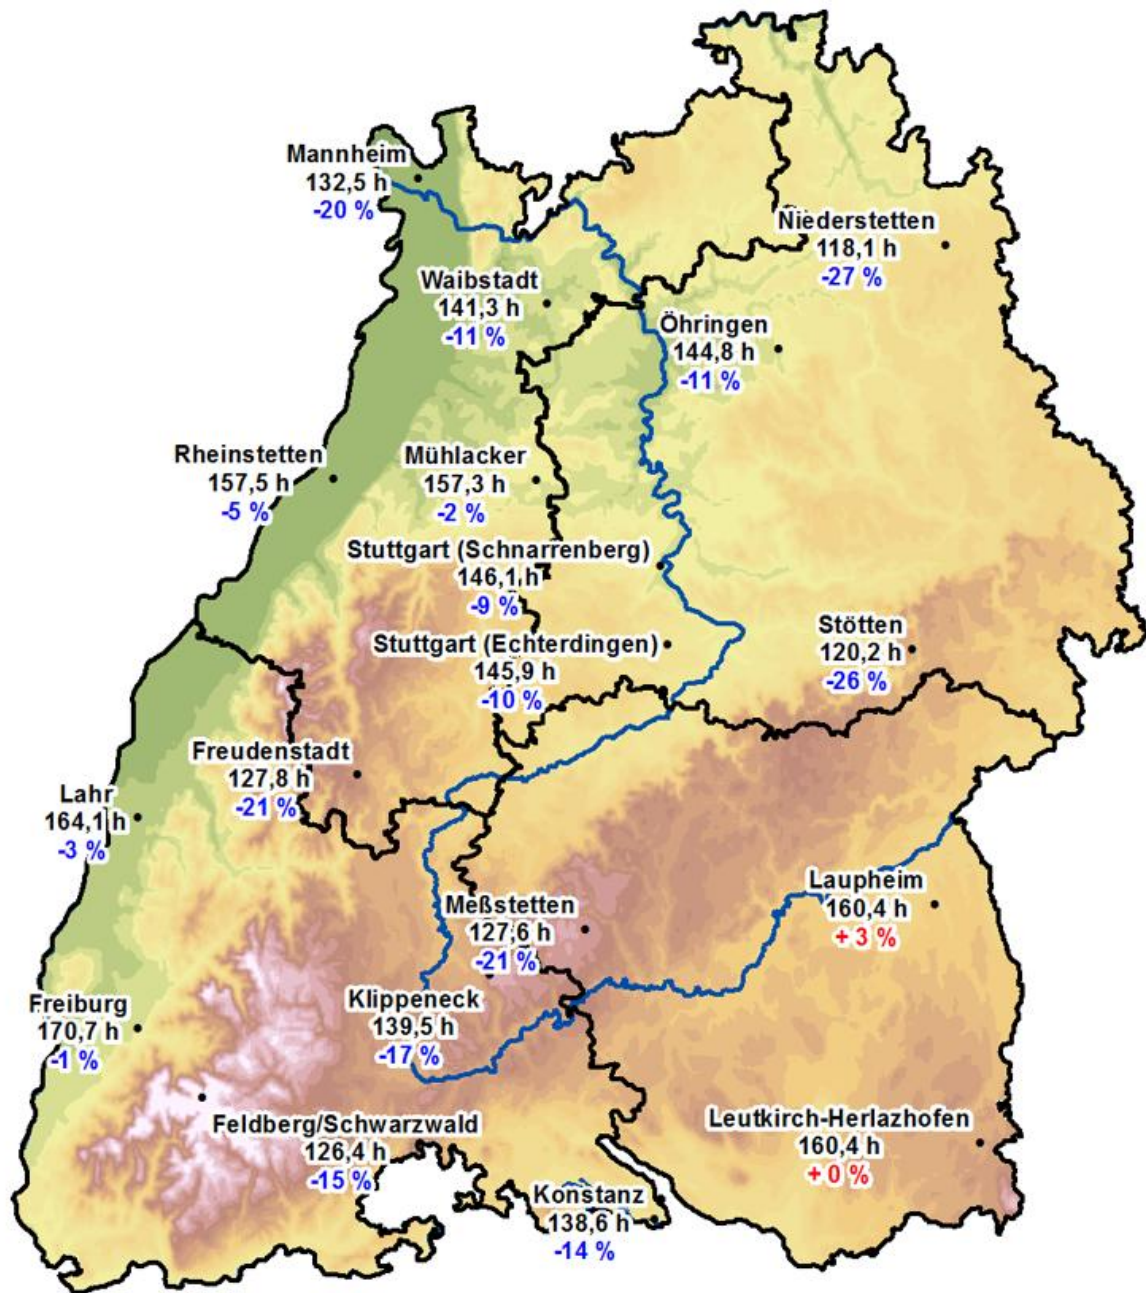 Mannheim
132,5 h
-20 %
Niederstetten
118,1 h
-27 %
Waibstadt
141,3 h
-11 %
Öhringen
144,8 h
-11 %
Rheinstetten
157,5 h
-5 %
Mühlacker
157,3 h
-2 %
Stuttgart (Schnarrenberg)
146,1 h
-9 %
Stuttgart (Echterdingen)
145,9 h
-10 %
Stötten
120,2 h
-26 %
Freudenstadt
127,8 h
-21 %
Lahr
164,1 h
-3 %
Laupheim
160,4 h
+ 3 %
Meßstetten
127,6 h
-21 %
Klippeneck
139,5 h
-17 %
Freiburg
170,7 h
-1 %
Feldberg/Schwarzwald
126,4 h
-15 %
Leutkirch-Herlazhofen
160,4 h
+ 0 %
Konstanz
138,6 h
-14 %